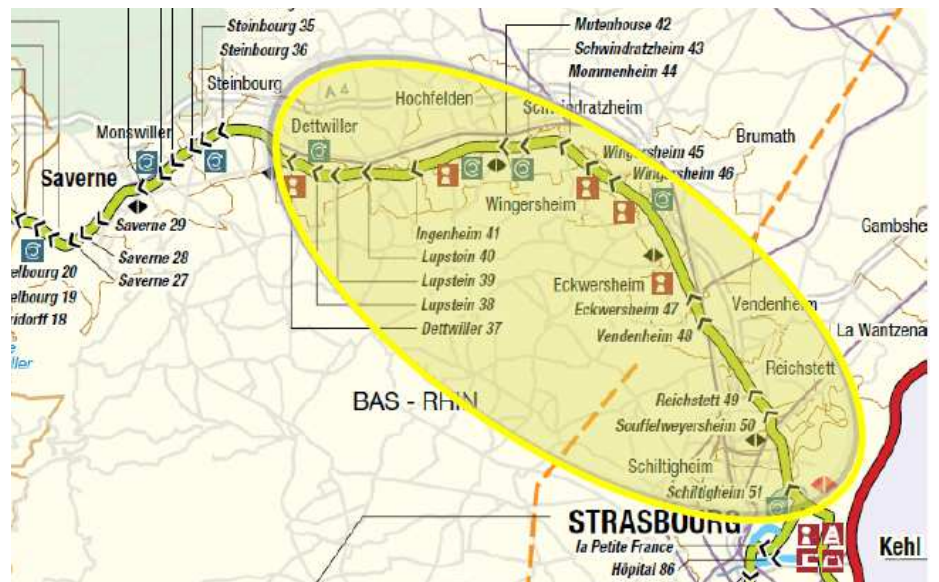 Steinbourg 35
Steinbourg 36
Mutenhouse 42
Schwindratzheim 43
Mommenheim 44
Steinbourg
A 4
Hochfelden
Schwindratzheim
Dettwiller
Monswiller
Brumath
Wingersheim 45
Wingersheim 46
Saverne
Wingersheim
Saverne 29
Gambshe
Ingenheim 41
Saverne 28
Lupstein 40
elbourg 20
Saverne 27
Lupstein 39
Eckwersheim
elbourg 19
Lupstein 38
Eckwersheim 47
Vendenheim
ridorff 18
Dettwiller 37
Vendenheim 48
La Wantzena
ller
Reichstett
BAS - RHIN
Reichstett 49
Souffelweyersheim 50
Schiltigheim
Schiltigheim 51
STRASBOURG
la Petite France
Kehl
Hôpital 86